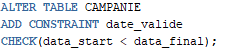 ALTER TABLE CAMPANIE
ADD CONSTRAINT date_valide
CHECK(data_start < data_final);